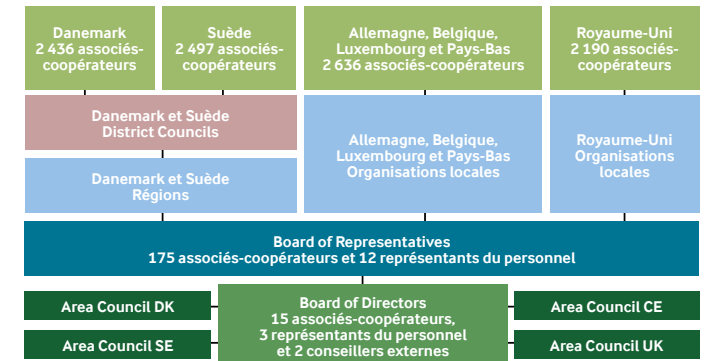 Danemark
2 436 associés-
coopérateurs
Suède
2 497 associés-
coopérateurs
Allemagne, Belgique,
Luxembourg et Pays-Bas
2 636 associés-coopérateurs
Royaume-Uni
2 190 associés-
coopérateurs
Danemark et Suède
District Councils
Danemark et Suède
Régions
Allemagne, Belgique,
Luxembourg et Pays-Bas
Organisations locales
Royaume-Uni
Organisations
locales
Board of Representatives
175 associés-coopérateurs et 12 représentants du personnel
Area Council DK
Area Council SE
Board of Directors
15 associés-coopérateurs,
3 représentants du personnel
et 2 conseillers externes
Area Council CE
Area Council UK